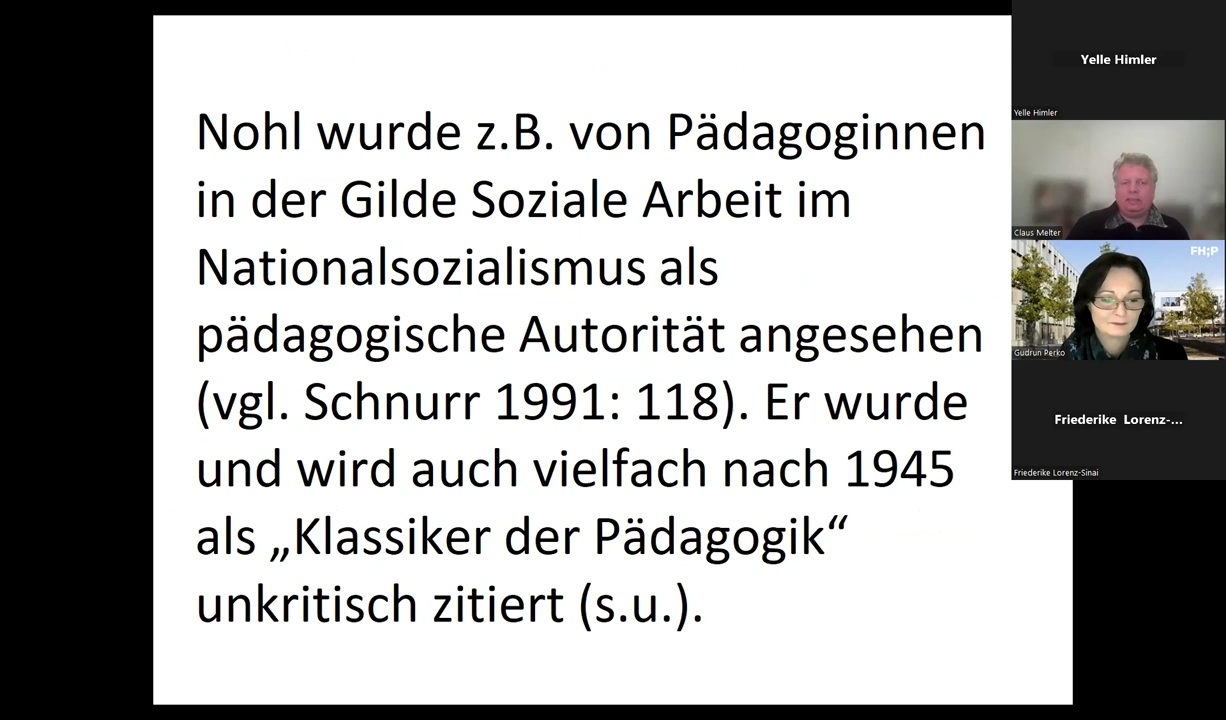 Nohl wurde z.B. von Pädagoginnen
in der Gilde Soziale Arbeit im
Nationalsozialismus als
pädagogische Autorität angesehen
(vgl. Schnurr 1991: 118). Er wurde
und wird auch vielfach nach 1945
als „Klassiker der Pädagogik“
unkritisch zitiert (s.u.).
Yelle Himler
Yelle Himler
Claus Melter
FH;P
Gudrun Perko
Friederike Lorenz-...
Friederike Lorenz-Sinai